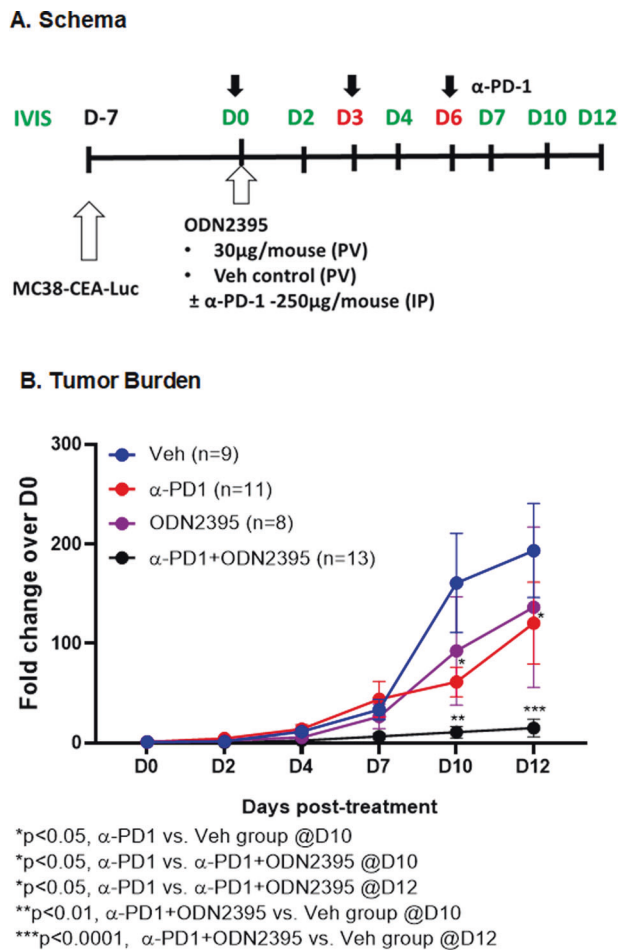 A. Schema
α-PD-1
IVIS D-7 D0 D2 D3 D4 D6 D7 D10 D12
ODN2395
• 30µg/mouse (PV)
• Veh control (PV)
± α-PD-1 -250µg/mouse (IP)
MC38-CEA-Luc
B. Tumor Burden
Fold change over D0
300
200
100
0
Veh (n=9)
α-PD1 (n=11)
ODN2395 (n=8)
α-PD1+ODN2395 (n=13)
*
*
**
***
D0 D2 D4 D7 D10 D12
Days post-treatment
*p<0.05, α-PD1 vs. Veh group @D10
*p<0.05, α-PD1 vs. α-PD1+ODN2395 @D10
*p<0.05, α-PD1 vs. α-PD1+ODN2395 @D12
**p<0.01, α-PD1+ODN2395 vs. Veh group @D10
***p<0.0001, α-PD1+ODN2395 vs. Veh group @D12